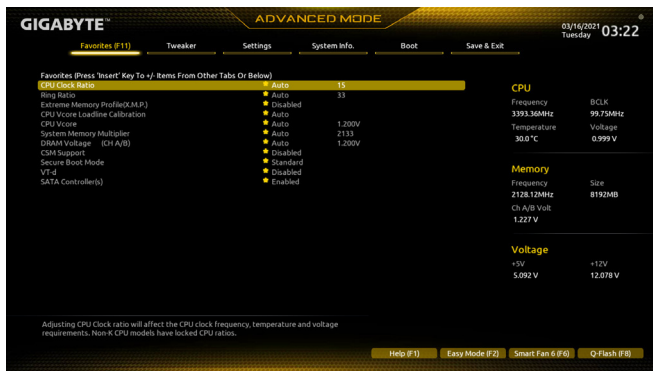 GIGABYTE™
ADVANCED MODE
03/16/2021
Tuesday 03:22
Favorites (F11) Tweaker Settings System Info. Boot Save & Exit
Favorites (Press 'Insert' Key To +/- Items From Other Tabs Or Below)
CPU Clock Ratio Auto 15
Ring Ratio Auto 33
Extreme Memory Profile(X.M.P.) Disabled
CPU Vcore Loadline Calibration Auto
CPU Vcore Auto 1.200V
System Memory Multiplier Auto 2133
DRAM Voltage (CH A/B) Auto 1.200V
CSM Support Disabled
Secure Boot Mode Standard
VT-d Disabled
SATA Controller(s) Enabled
CPU
Frequency BCLK
3393.36MHz 99.75MHz
Temperature Voltage
30.0 °C 0.999 V
Memory
Frequency Size
2128.12MHz 8192MB
Ch A/B Volt
1.227 V
Voltage
+5V +12V
5.092 V 12.078 V
Adjusting CPU Clock ratio will affect the CPU clock frequency, temperature and voltage
requirements. Non-K CPU models have locked CPU ratios.
Help (F1) Easy Mode (F2) Smart Fan 6 (F6) Q-Flash (F8)